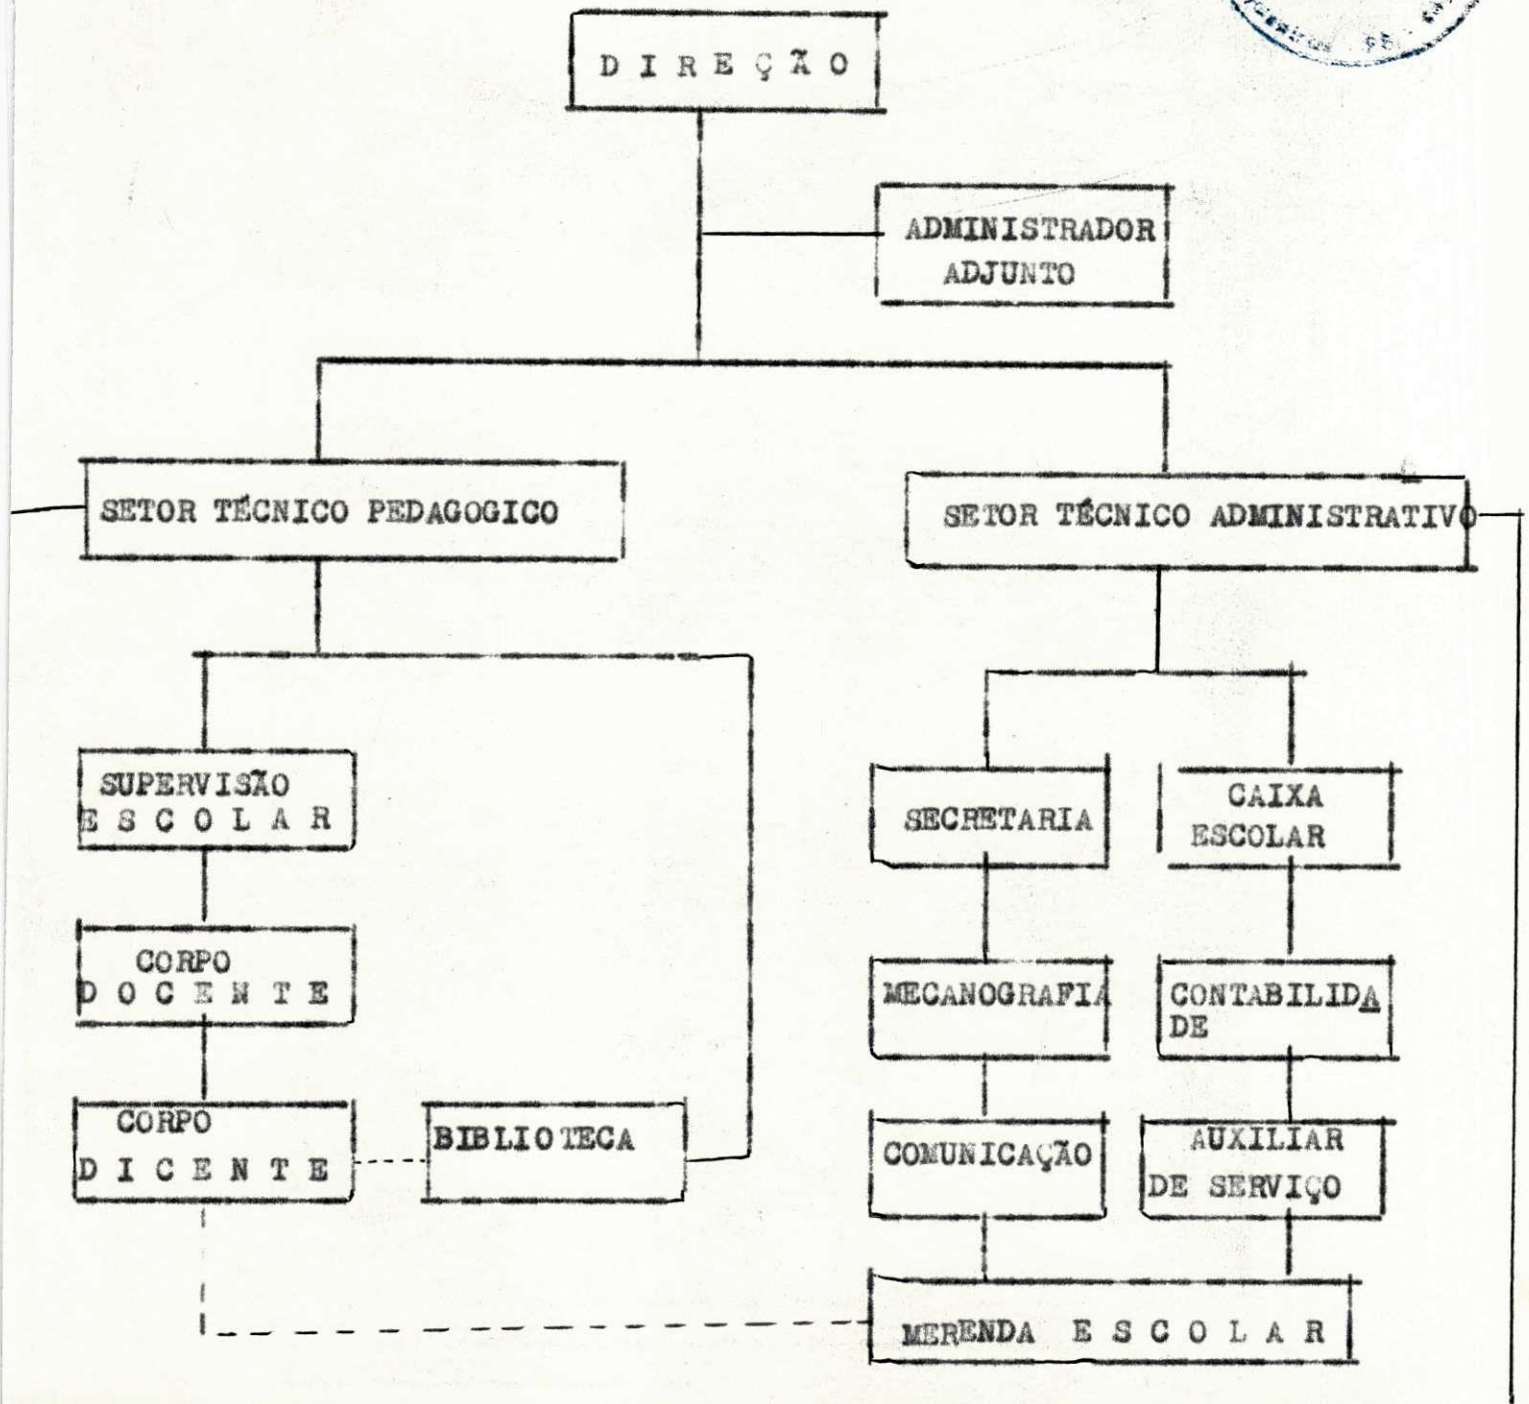 D I R E Ç Ã O
ADMINISTRADOR
ADJUNTO
SETOR TÉCNICO PEDAGOGICO
SETOR TÉCNICO ADMINISTRATIVO
SUPERVISÃO
E S C O L A R
SECRETARIA
CAIXA
ESCOLAR
CORPO
D O C E N T E
MECANOGRAFIA
CONTABILIDA
DE
CORPO
D I C E N T E
BIBLIOTECA
COMUNICAÇÃO
AUXILIAR
DE SERVIÇO
MERENDA E S C O L A R